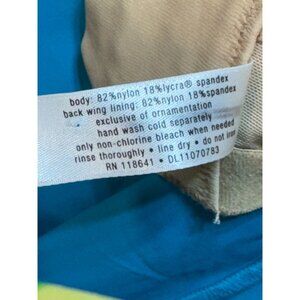 body: 82%nylon 18%lycra® spandex
back wing lining: 82%nylon 18%spandex
exclusive of ornamentation
hand wash cold separately
only non-chlorine bleach when needed
rinse thoroughly • line dry • do not iron
RN 118641 • DL11070783